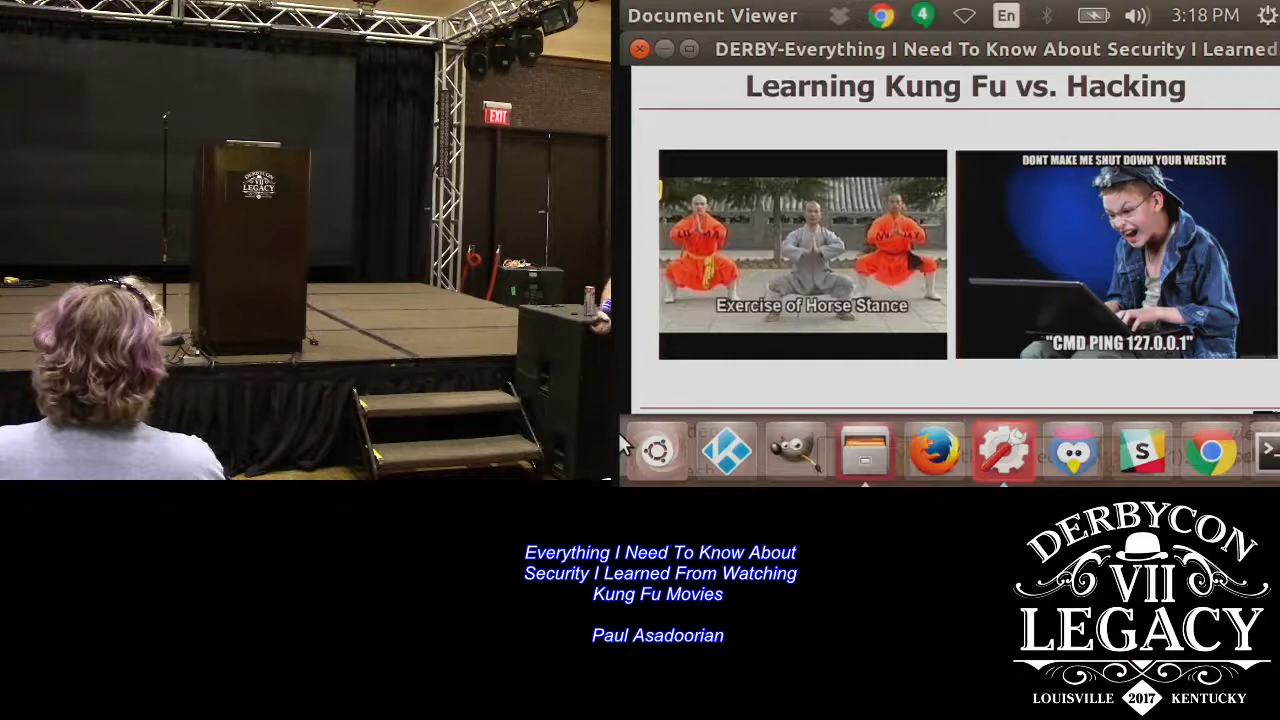 EXIT
LEGACY
Document Viewer
4
En
3:18 PM
DERBY-Everything I Need To Know About Security I Learned
Learning Kung Fu vs. Hacking
Exercise of Horse Stance
DONT MAKE ME SHUT DOWN YOUR WEBSITE
"CMD PING 127.0.0.1"
S
>_
Everything I Need To Know About
Security I Learned From Watching
Kung Fu Movies
Paul Asadoorian
DERBYCON
VII
LEGACY
LOUISVILLE 2017 KENTUCKY